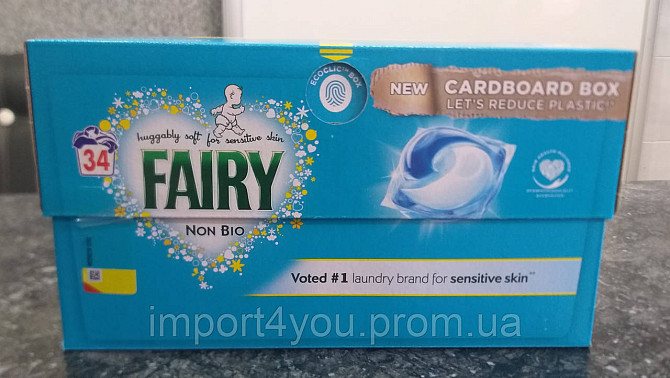 ECOCLIC™ BOX
NEW CARDBOARD BOX
LET'S REDUCE PLASTIC!
huggably soft for sensitive skin
34
FAIRY
NON BIO
Voted #1 laundry brand for sensitive skin
import4you.prom.ua